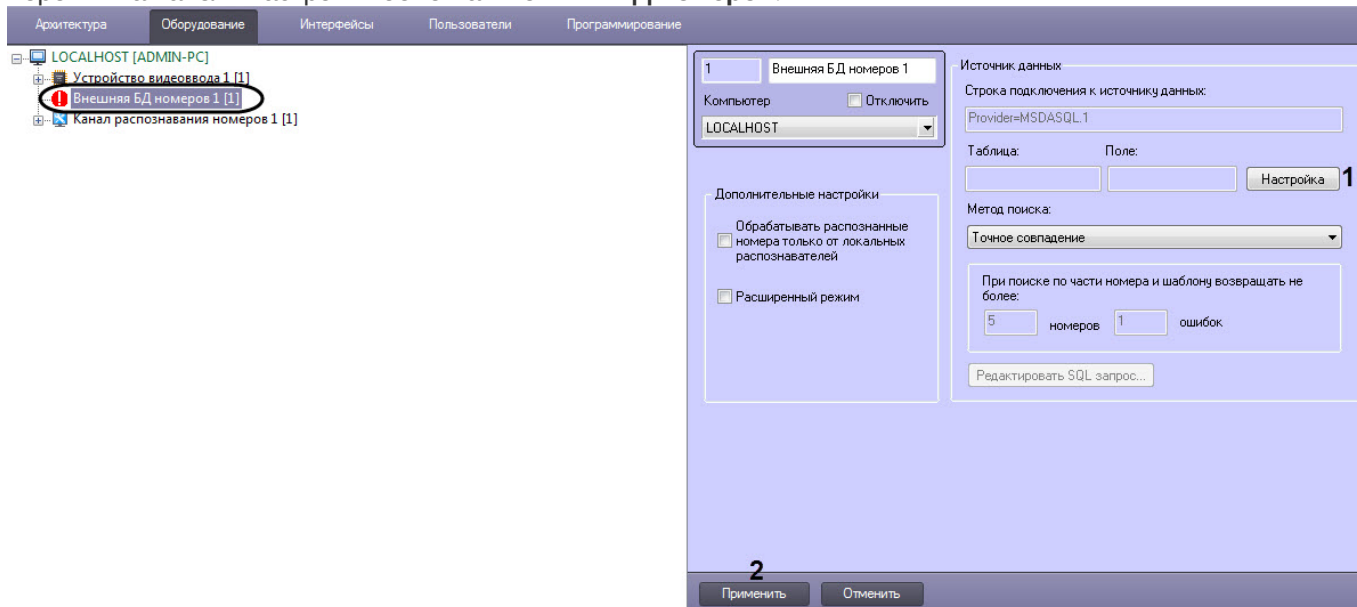 Архитектура Оборудование Интерфейсы Пользователи Программирование
LOCALHOST [ADMIN-PC]
Устройство видеоввода 1 [1]
Внешняя БД номеров 1 [1]
Канал распознавания номеров 1 [1]
1 Внешняя БД номеров 1
Компьютер Отключить
LOCALHOST
Дополнительные настройки
Обрабатывать распознанные
номера только от локальных
распознавателей
Расширенный режим
Источник данных
Строка подключения к источнику данных:
Provider=MSDASQL.1
Таблица: Поле:
Настройка 1
Метод поиска:
Точное совпадение
При поиске по части номера и шаблону возвращать не
более:
5 номеров 1 ошибок
Редактировать SQL запрос...
2
Применить Отменить